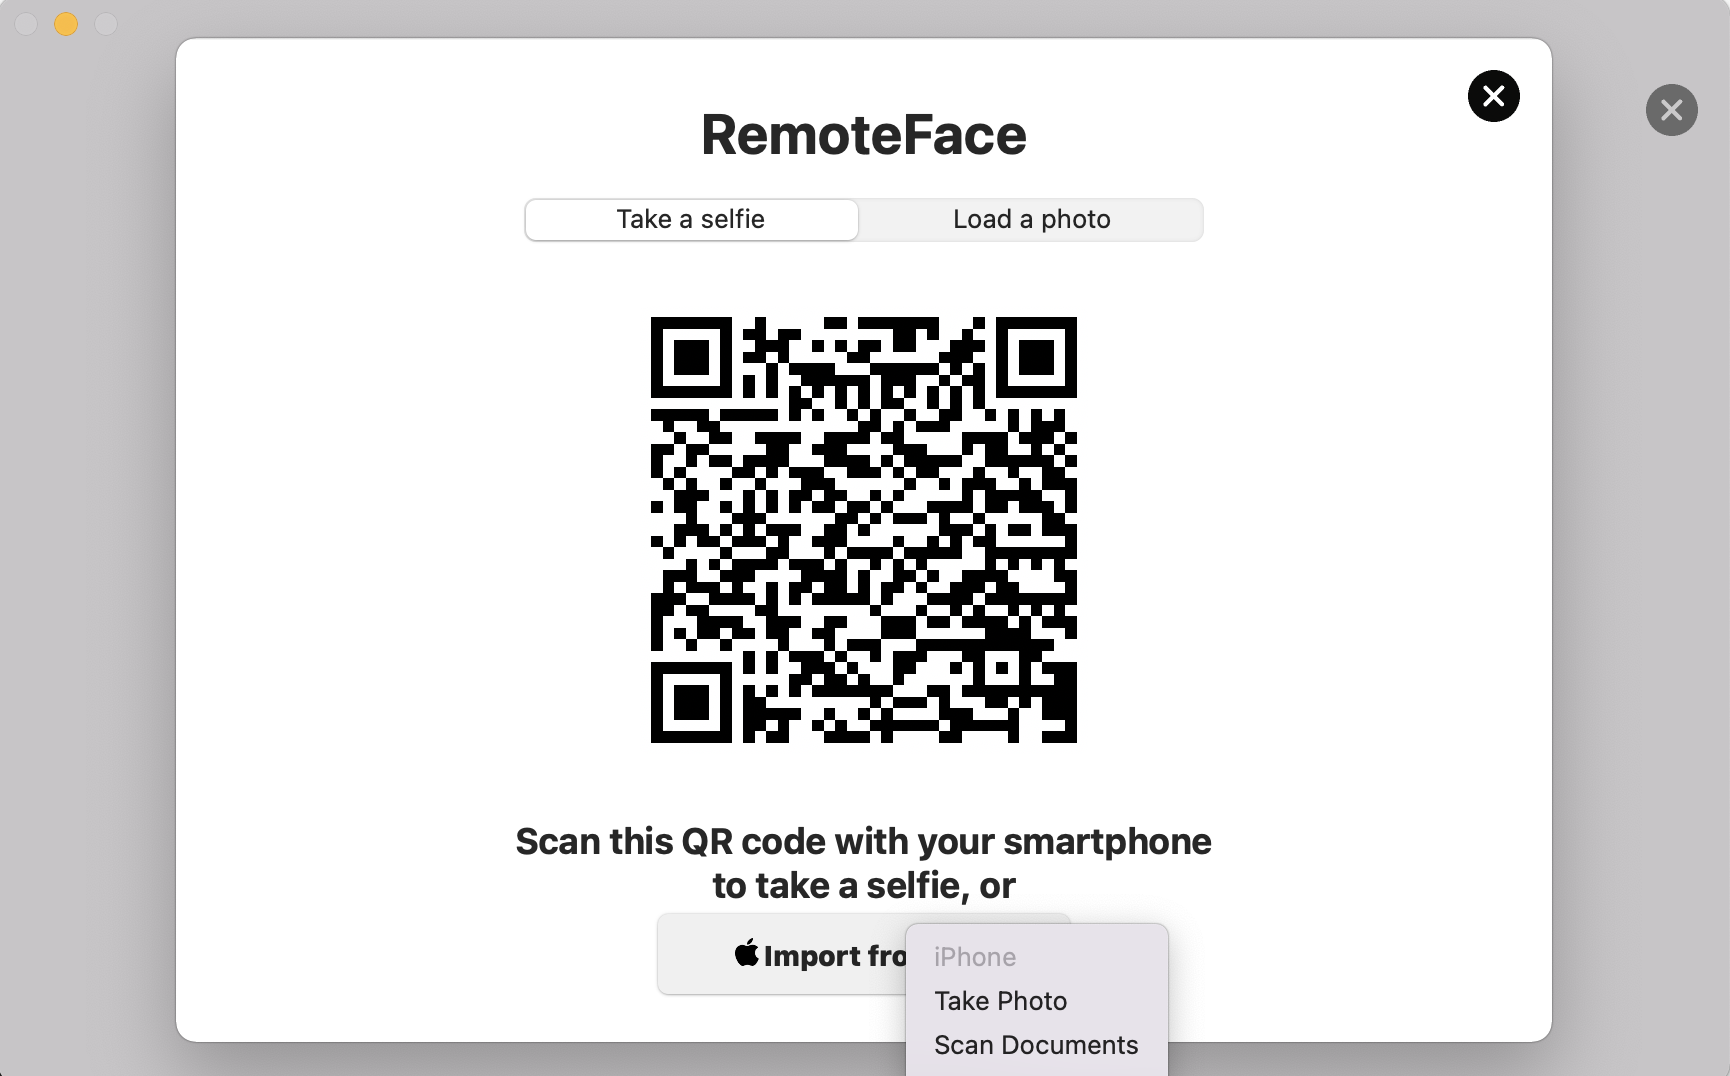 RemoteFace
Take a selfie
Load a photo
Scan this QR code with your smartphone
to take a selfie, or
Import fro
iPhone
Take Photo
Scan Documents